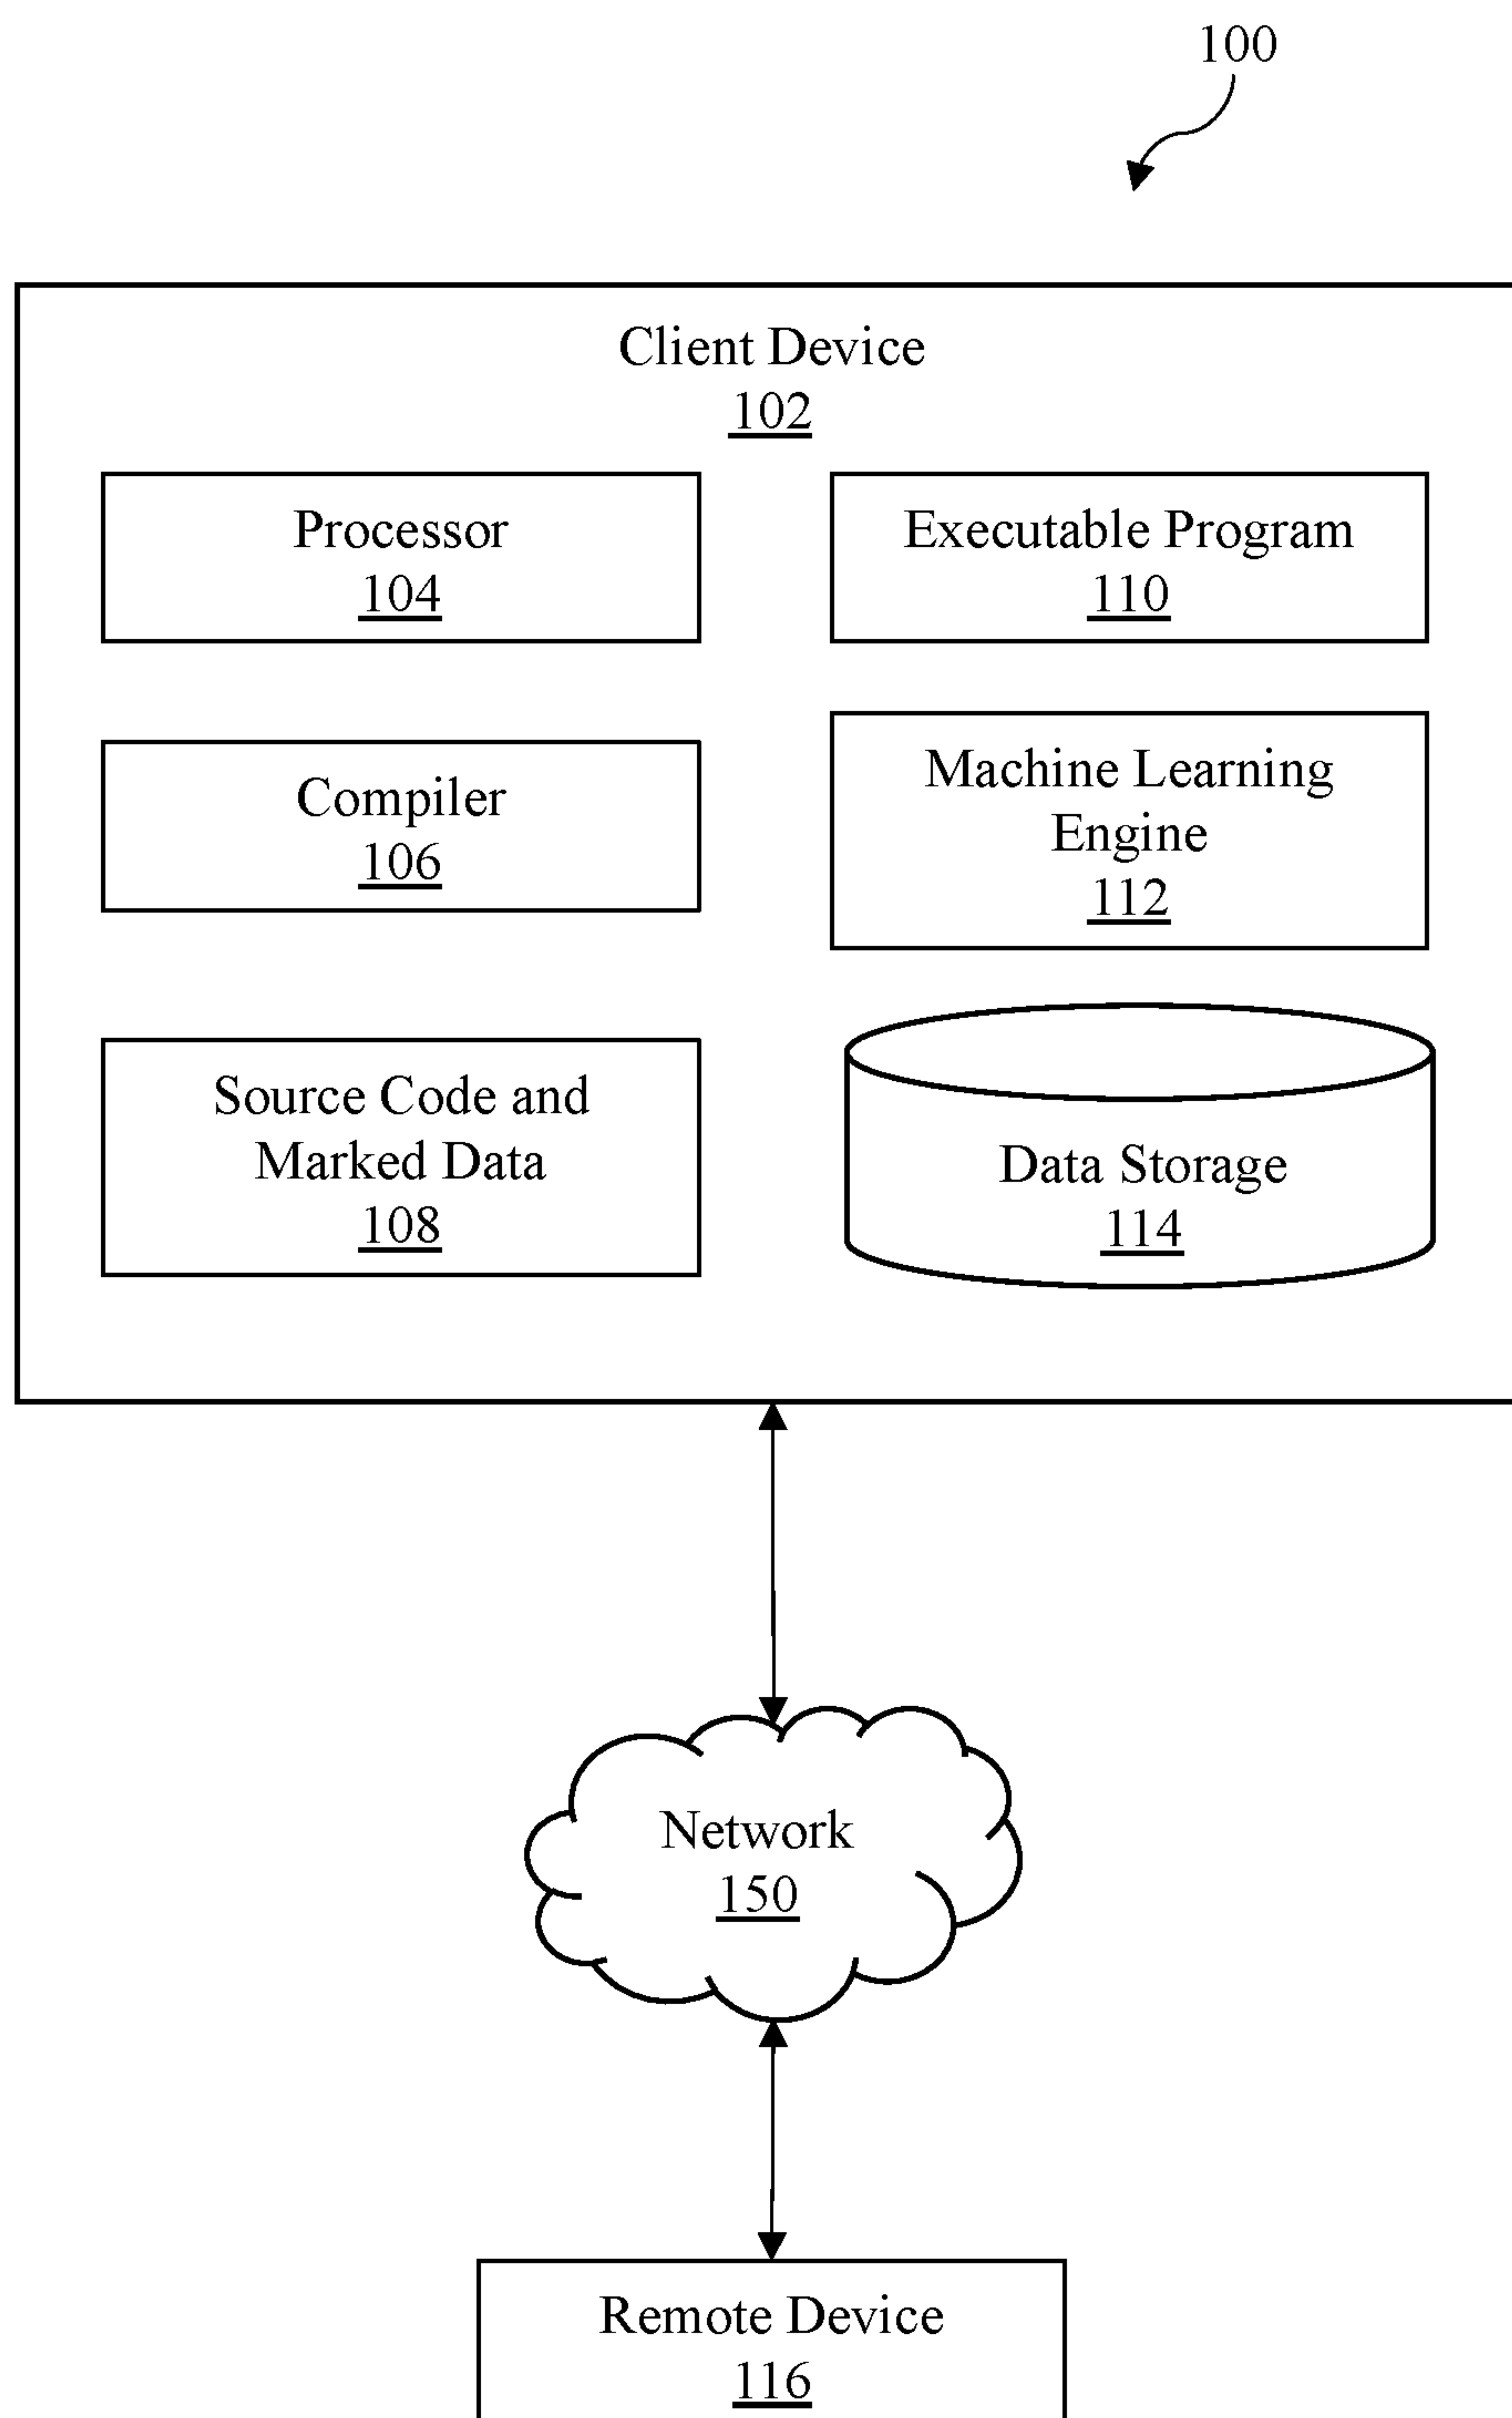 100
Client Device
102
Processor
104
Executable Program
110
Compiler
106
Machine Learning
Engine
112
Source Code and
Marked Data
108
Data Storage
114
Network
150
Remote Device
116